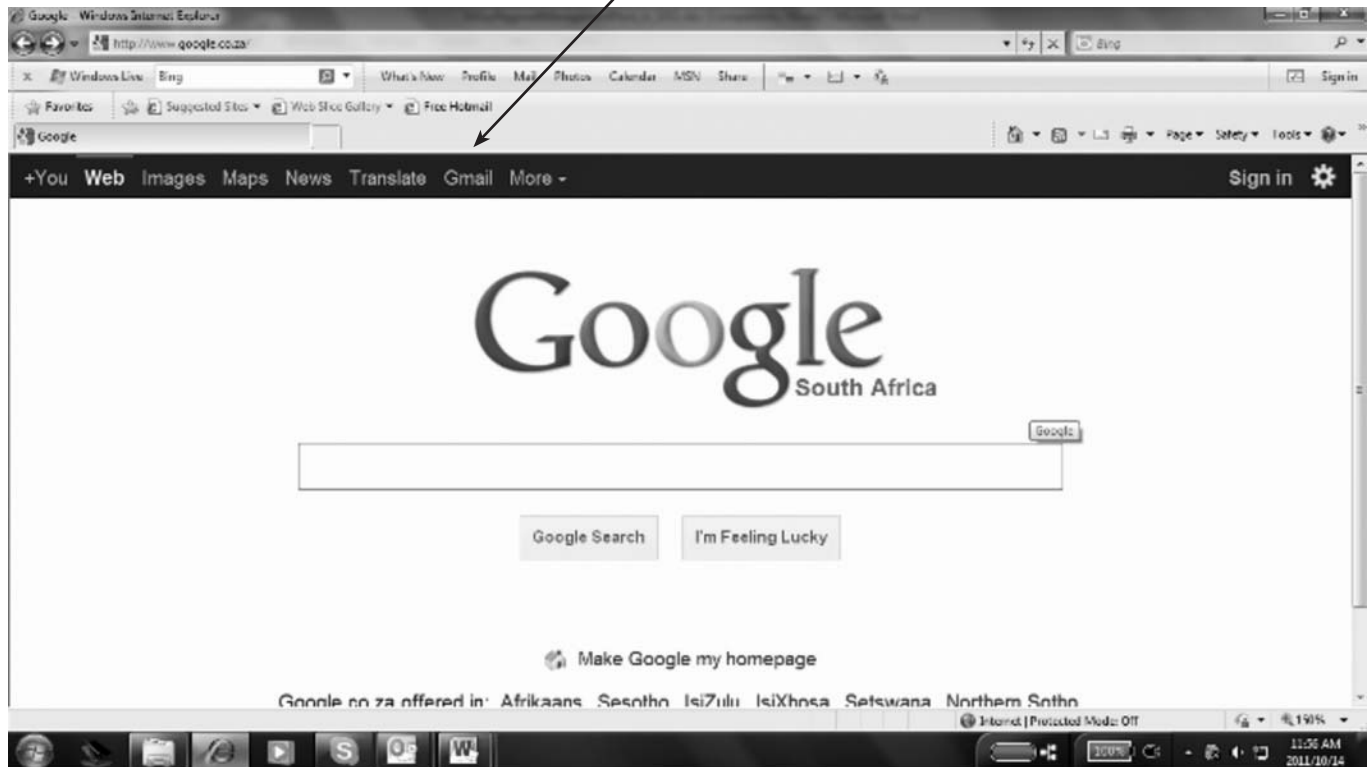 Google Windows Internet Explorer
http://www.google.co.za/ Bing
x Windows Live Bing What's New Profile Mail Photos Calendar MSN Share Sign in
Favorites Suggested Sites Web Slice Gallery Free Hotmail
Google Page Safety Tools
+You Web Images Maps News Translate Gmail More Sign in
Google
South Africa
Google
Google Search I'm Feeling Lucky
Make Google my homepage
Google.co.za offered in: Afrikaans Sesotho IsiZulu IsiXhosa Setswana Northern Sotho
Internet | Protected Mode: Off 150%
100% 11:56 AM
2011/10/14